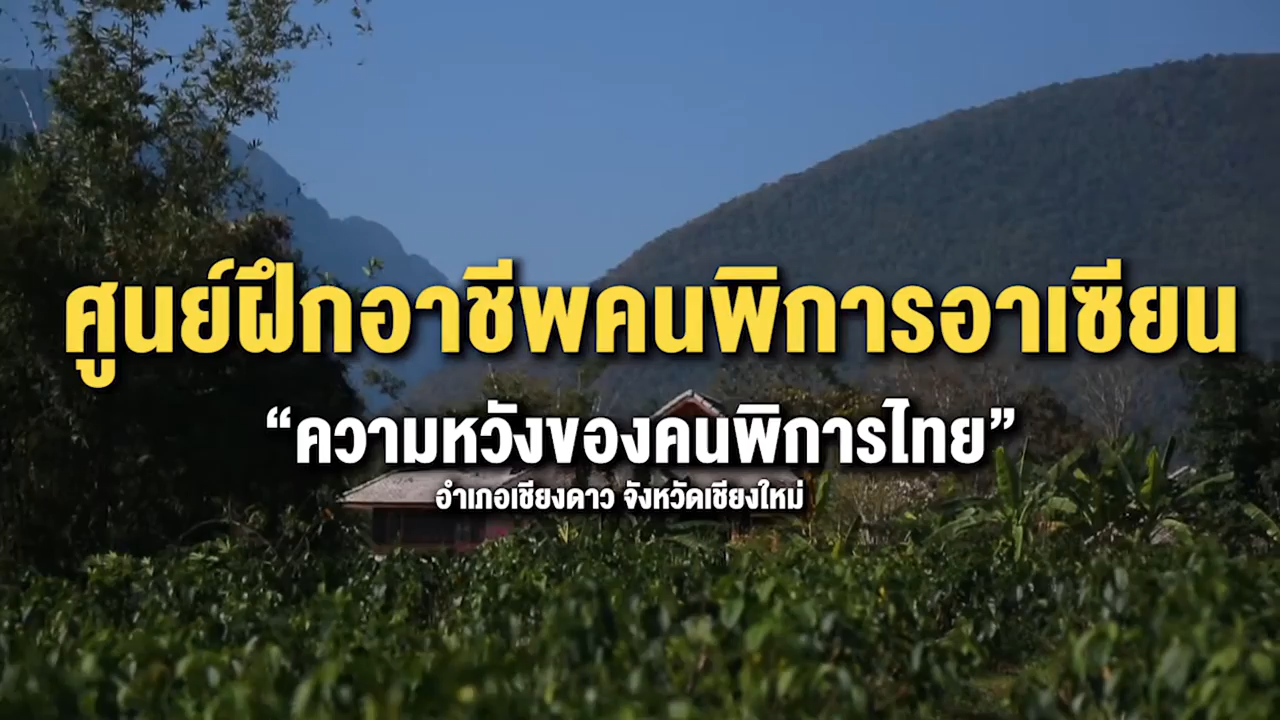 ศูนย์ฝึกอาชีพคนพิการอาเซียน
“ความหวังของคนพิการไทย”
อำเภอเชียงดาว จังหวัดเชียงใหม่